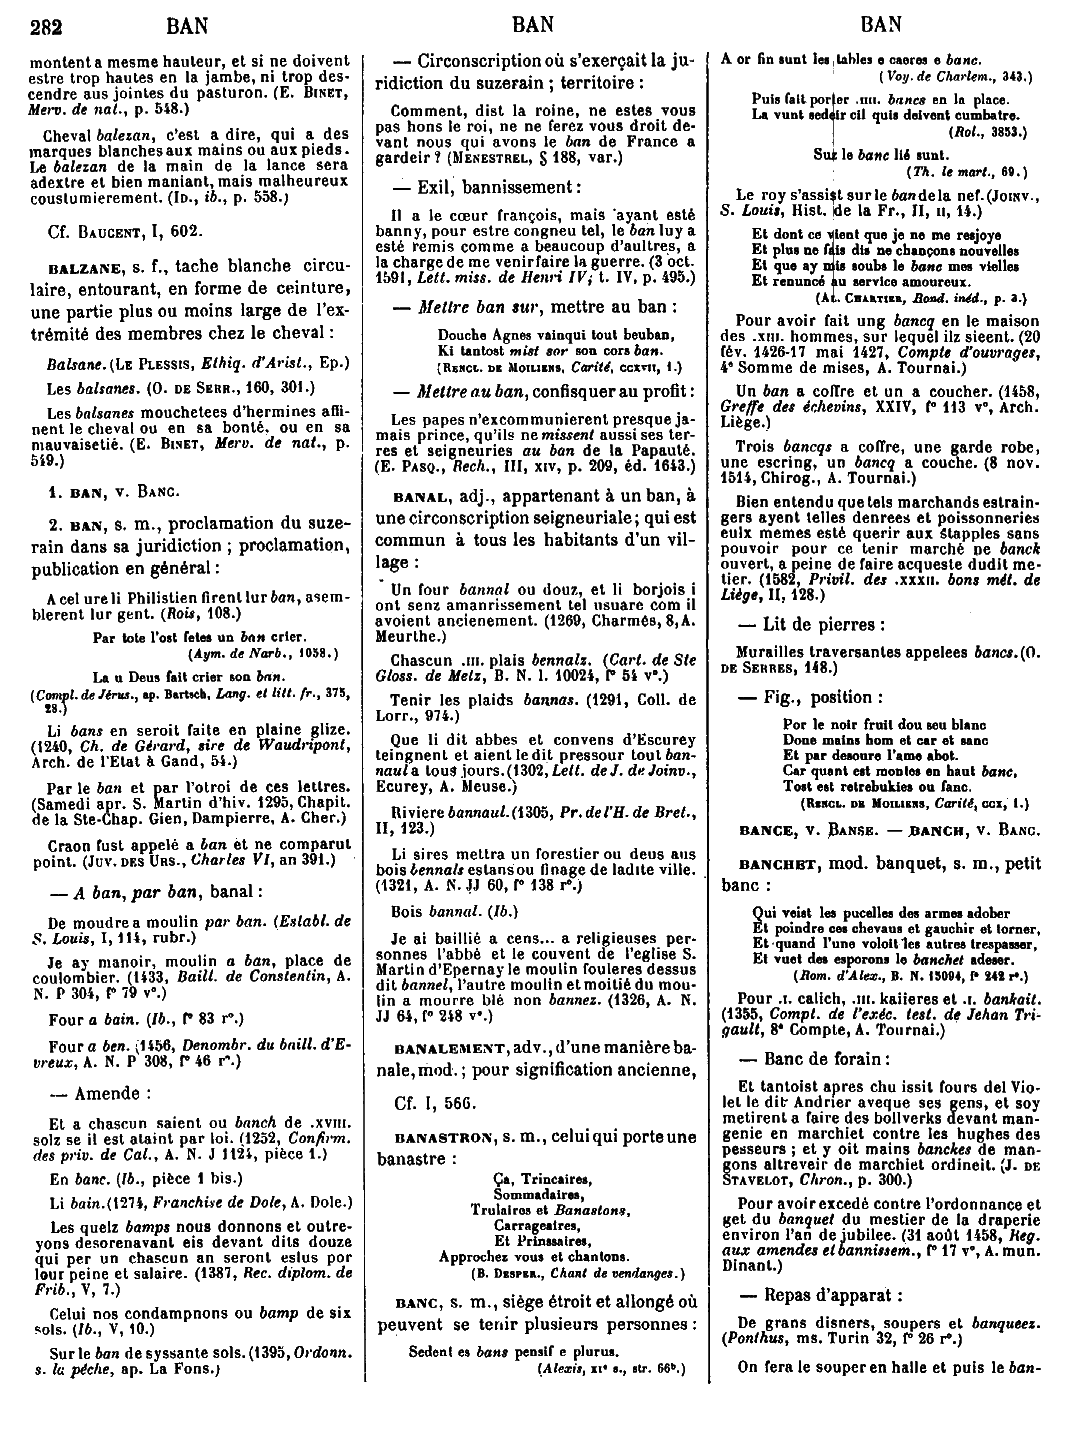 282 BAN BAN BAN
montent a mesme hauteur, et si ne doivent
estre trop hautes en la jambe, ni trop des-
cendre aus jointes du pasturon. (E. BINET,
Merv. de nat., p. 548.)
Cheval balezan, c'est a dire, qui a des
marques blanches aux mains ou aux pieds.
Le balezan de la main de la lance sera
adextre et bien maniant, mais malheureux
coustumierement. (ID., ib., p. 558.)
Cf. BAUCENT, I, 602.
BALZANE, s. f., tache blanche circu-
laire, entourant, en forme de ceinture,
une partie plus ou moins large de l'ex-
trémité des membres chez le cheval :
Balsane. (LE PLESSIS, Ethiq. d'Arist., Ep.)
Les balsanes. (O. DE SERR., 160, 301.)
Les balsanes mouchetees d'hermines affi-
nent le cheval ou en sa bonté, ou en sa
mauvaisetié. (E. BINET, Merv. de nat., p.
549.)
1. BAN, v. BANC.
2. BAN, s. m., proclamation du suze-
rain dans sa juridiction ; proclamation,
publication en général :
A cel ure li Philistien firent lur ban, asem-
blerent lur gent. (Rois, 108.)
Par tote l'ost fetes un ban crier.
(Aym. de Narb., 1058.)
La u Deus fait crier son ban.
(Compl. de Jérus., ap. Bartsch, Lang. et litt. fr., 375,
28.)
Li bans en seroit faite en plaine glize.
(1240, Ch. de Gérard, sire de Waudripont,
Arch. de l'Etat à Gand, 54.)
Par le ban et par l'otroi de ces lettres.
(Samedi apr. S. Martin d'hiv. 1295, Chapit.
de la Ste-Chap. Gien, Dampierre, A. Cher.)
Craon fust appelé a ban et ne comparut
point. (JUV. DES URS., Charles VI, an 391.)
— A ban, par ban, banal :
De moudre a moulin par ban. (Establ. de
S. Louis, I, 114, rubr.)
Je ay manoir, moulin a ban, place de
coulombier. (1433, Baill. de Constentin, A.
N. P 304, f° 79 v°.)
Four a bain. (Ib., f° 83 r°.)
Four a ben. (1456, Denombr. du baill. d'E-
vreux, A. N. P 308, f° 46 r°.)
— Amende :
Et a chascun saient ou banch de .xviii.
solz se il est ataint par loi. (1252, Confirm.
des priv. de Cal., A. N. J 1124, pièce 1.)
En banc. (Ib., pièce 1 bis.)
Li bain. (1274, Franchise de Dole, A. Dole.)
Les quelz bamps nous donnons et outre-
yons desorenavant eis devant dits douze
qui per un chascun an seront eslus por
lour peine et salaire. (1387, Rec. diplom. de
Frib., V, 7.)
Celui nos condampnons ou bamp de six
sols. (Ib., V, 10.)
Sur le ban de syssante sols. (1395, Ordonn.
s. la pêche, ap. La Fons.)
— Circonscription où s'exerçait la ju-
ridiction du suzerain ; territoire :
Comment, dist la roine, ne estes vous
pas hons le roi, ne ne ferez vous droit de-
vant nous qui avons le ban de France a
gardeir ? (MENESTREL, § 188, var.)
— Exil, bannissement :
Il a le cœur françois, mais ayant esté
banny, pour estre congneu tel, le ban luy a
esté remis comme a beaucoup d'aultres, a
la charge de me venir faire la guerre. (3 oct.
1591, Lett. miss. de Henri IV, t. IV, p. 495.)
— Mettre ban sur, mettre au ban :
Douche Agnes vainqui tout beuban,
Ki tantost mist sor son cors ban.
(RENCL. DE MOILIENS, Carité, CCXVII, 1.)
— Mettre au ban, confisquer au profit :
Les papes n'excommunierent presque ja-
mais prince, qu'ils ne missent aussi ses ter-
res et seigneuries au ban de la Papauté.
(E. PASQ., Rech., III, XIV, p. 209, éd. 1643.)
BANAL, adj., appartenant à un ban, à
une circonscription seigneuriale ; qui est
commun à tous les habitants d'un vil-
lage :
Un four bannal ou douz, et li borjois i
ont senz amanrissement tel usuare com il
avoient ancienement. (1269, Charmes, 8, A.
Meurthe.)
Chascun .iii. plais bennalz. (Cart. de Ste
Gloss. de Metz, B. N. l. 10024, f° 54 v°.)
Tenir les plaids bannas. (1291, Coll. de
Lorr., 974.)
Que li dit abbes et convens d'Escurey
teingnent et aient le dit pressour tout ban-
naul a tous jours. (1302, Lett. de J. de Joinv.,
Ecurey, A. Meuse.)
Riviere bannaul. (1305, Pr. de l'H. de Bret.,
II, 123.)
Li sires mettra un forestier ou deus aus
bois bennals estans ou finage de ladite ville.
(1321, A. N. JJ 60, f° 138 r°.)
Bois bannal. (Ib.)
Je ai baillié a cens... a religieuses per-
sonnes l'abbé et le couvent de l'eglise S.
Martin d'Epernay le moulin fouleres dessus
dit bannel, l'autre moulin et moitié du mou-
lin a mourre blé non bannez. (1326, A. N.
JJ 64, f° 248 v°.)
BANALEMENT, adv., d'une manière ba-
nale, mod. ; pour signification ancienne,
Cf. I, 566.
BANASTRON, s. m., celui qui porte une
banastre :
Ça, Trincaires,
Sommadaires,
Trulaires et Banastons,
Carrageaires,
Et Prinssaires,
Approchez vous et chantons.
(B. DESPER., Chant de vendanges.)
BANC, s. m., siège étroit et allongé où
peuvent se tenir plusieurs personnes :
Sedent es bans pensif e plurus.
(Alexis, XI° s., str. 66ᵇ.)
A or fin sunt les tables e caeres e banc.
(Voy. de Charlem., 343.)
Puis fait porter .iiii. bancs en la place.
La vunt sedeir cil quis deivent cumbatre.
(Rol., 3853.)
Sur le banc lié sunt.
(Th. le mart., 69.)
Le roy s'assist sur le ban de la nef. (JOINV.,
S. Louis, Hist. de la Fr., II, II, 14.)
Et dont ce vient que je ne me resjoye
Et plus ne fais dis ne chançons nouvelles
Et que ay mis soubs le banc mes vielles
Et renuncé au service amoureux.
(AL. CHARTIER, Rond. inéd., p. 3.)
Pour avoir fait ung bancq en le maison
des .xiii. hommes, sur lequel ilz sieent. (20
fév. 1426-17 mai 1427, Compte d'ouvrages,
4° Somme de mises, A. Tournai.)
Un ban a coffre et un a coucher. (1458,
Greffe des échevins, XXIV, f° 113 v°, Arch.
Liège.)
Trois bancqs a coffre, une garde robe,
une escring, un bancq a couche. (8 nov.
1514, Chirog., A. Tournai.)
Bien entendu que tels marchands estrain-
gers ayent telles denrees et poissonneries
eulx memes esté querir aux stapples sans
pouvoir pour ce tenir marché ne banck
ouvert, a peine de faire acqueste dudit me-
tier. (1582, Privil. des .xxxii. bons mét. de
Liège, II, 128.)
— Lit de pierres :
Murailles traversantes appelees bancs. (O.
DE SERRES, 148.)
— Fig., position :
Por le noir fruit dou seu blanc
Done mains hom et car et sanc
Et par desoure l'ame abot.
Car quant est montes en haut banc,
Tost est retrebukies ou fanc.
(RENCL. DE MOILIENS, Carité, CCX, 1.)
BANCE, v. BANSE. — BANCH, v. BANC.
BANCHET, mod. banquet, s. m., petit
banc :
Qui veist les pucelles des armes adober
Et poindre ces chevaus et gauchir et torner,
Et quand l'une voloit les autres trespasser,
Et vuet des esporons le banchet adeser.
(Rom. d'Alex., B. N. 15094, f° 242 r°.)
Pour .i. calich, .iii. kaiieres et .i. bankait.
(1355, Compt. de l'exéc. test. de Jehan Tri-
gault, 8° Compte, A. Tournai.)
— Banc de forain :
Et tantoist apres chu issit fours del Vio-
let le dit Andrier aveque ses gens, et soy
metirent a faire des bollverks devant man-
genie en marchiet contre les hughes des
pesseurs ; et y oit mains banckes de man-
gons altreveir de marchiet ordineit. (J. DE
STAVELOT, Chron., p. 300.)
Pour avoir excedé contre l'ordonnance et
get du banquet du mestier de la draperie
environ l'an de jubilee. (31 août 1458, Reg.
aux amendes et bannissem., f° 17 v°, A. mun.
Dinant.)
— Repas d'apparat :
De grans disners, soupers et banqueez.
(Ponthus, ms. Turin 32, f° 26 r°.)
On fera le souper en halle et puis le ban-